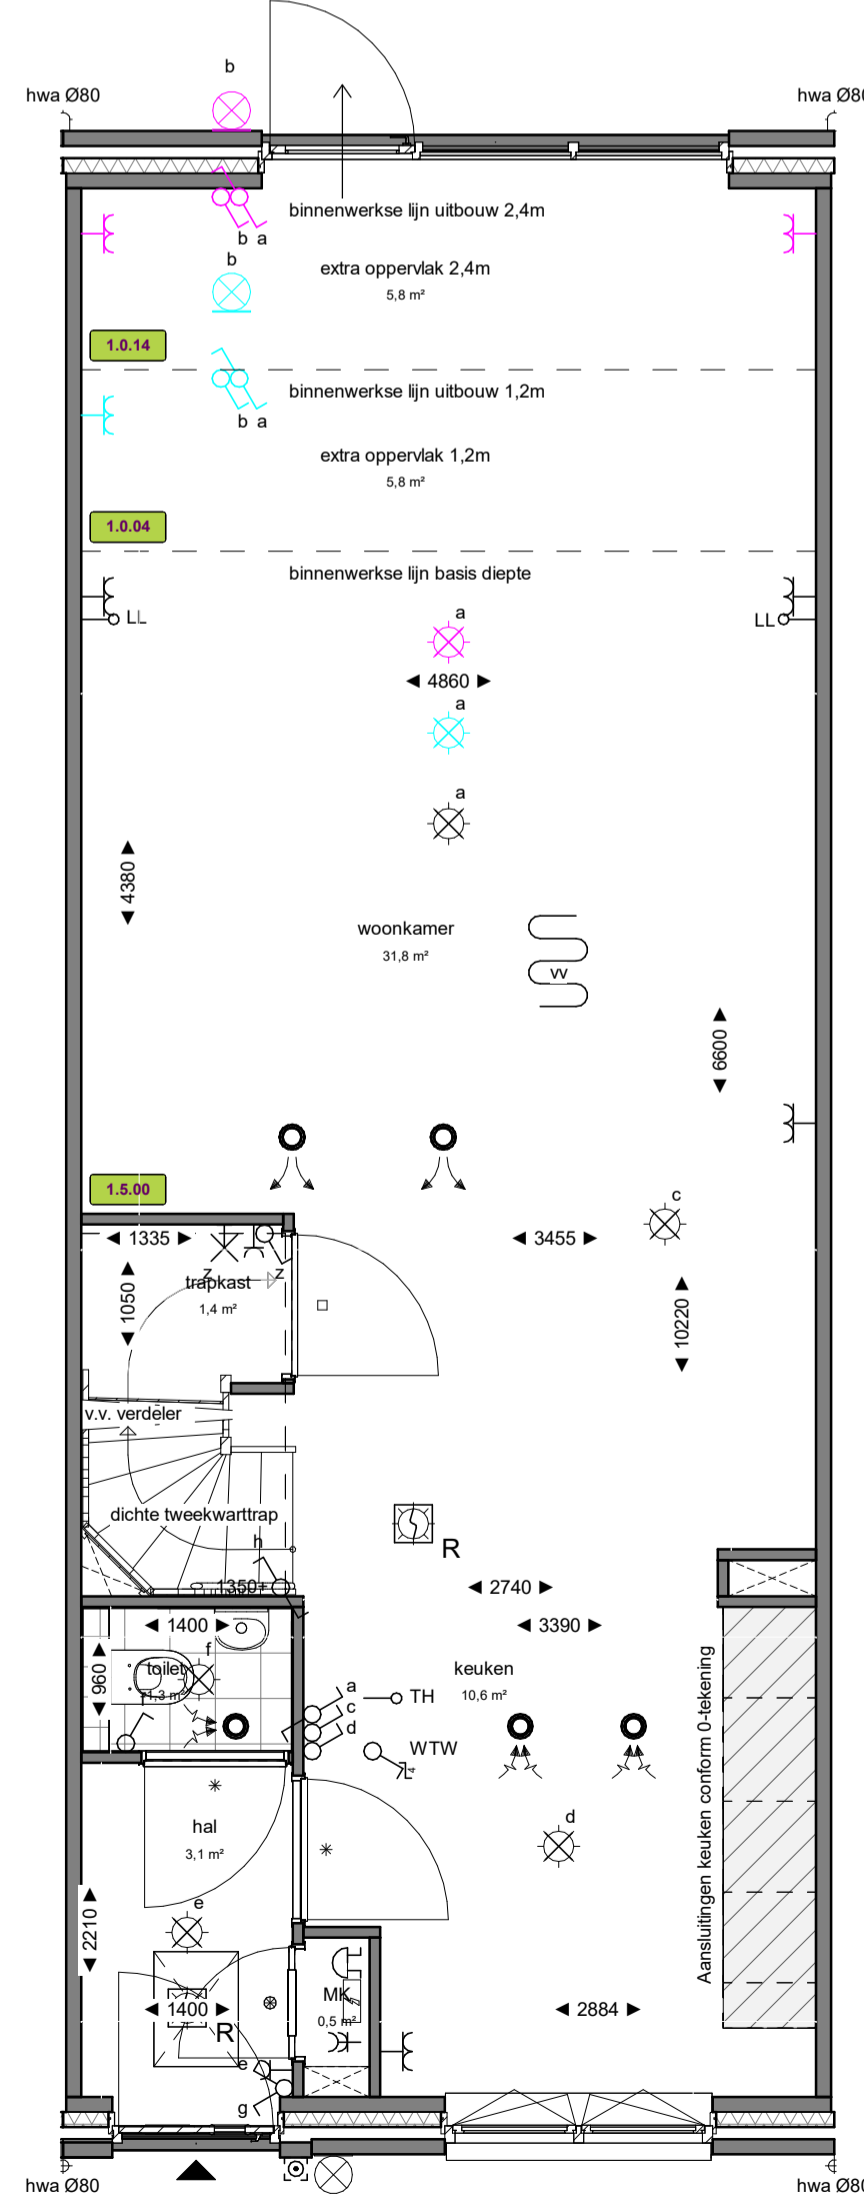 b
hwa Ø80
hwa Ø80
binnenwerkse lijn uitbouw 2,4m
b a
b
extra oppervlak 2,4m
5,8 m²
1.0.14
binnenwerkse lijn uitbouw 1,2m
b a
extra oppervlak 1,2m
5,8 m²
1.0.04
binnenwerkse lijn basis diepte
LL
LL
a
4860
a
a
4380
woonkamer
31,8 m²
vv
6600
1.5.00
c
1335
3455
z
z
trapkast
1,4 m²
1050
10220
v.v. verdeler
dichte tweekwarttrap
h
R
1350+
2740
1400
3390
f
960
toilet
1,3 m²
keuken
10,6 m²
Aansluitingen keuken conform 0-tekening
a
c
d
TH
WTW
4
d
hal
3,1 m²
e
2210
MK
0,5 m²
1400
2884
R
e
g
hwa Ø80
hwa Ø80